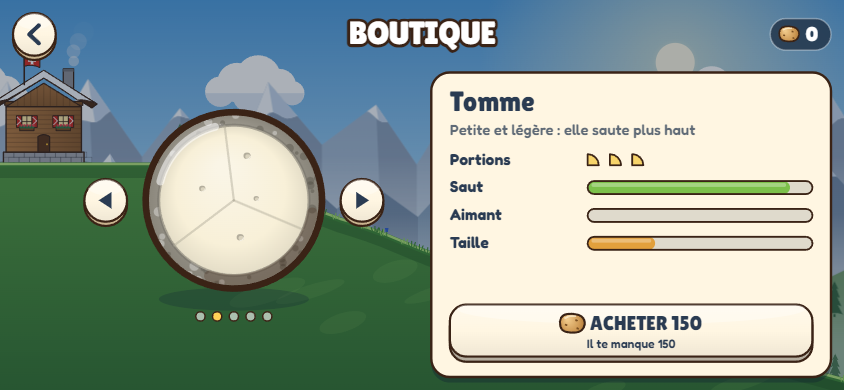 BOUTIQUE
0
Tomme
Petite et légère : elle saute plus haut
Portions
Saut
Aimant
Taille
ACHETER 150
Il te manque 150